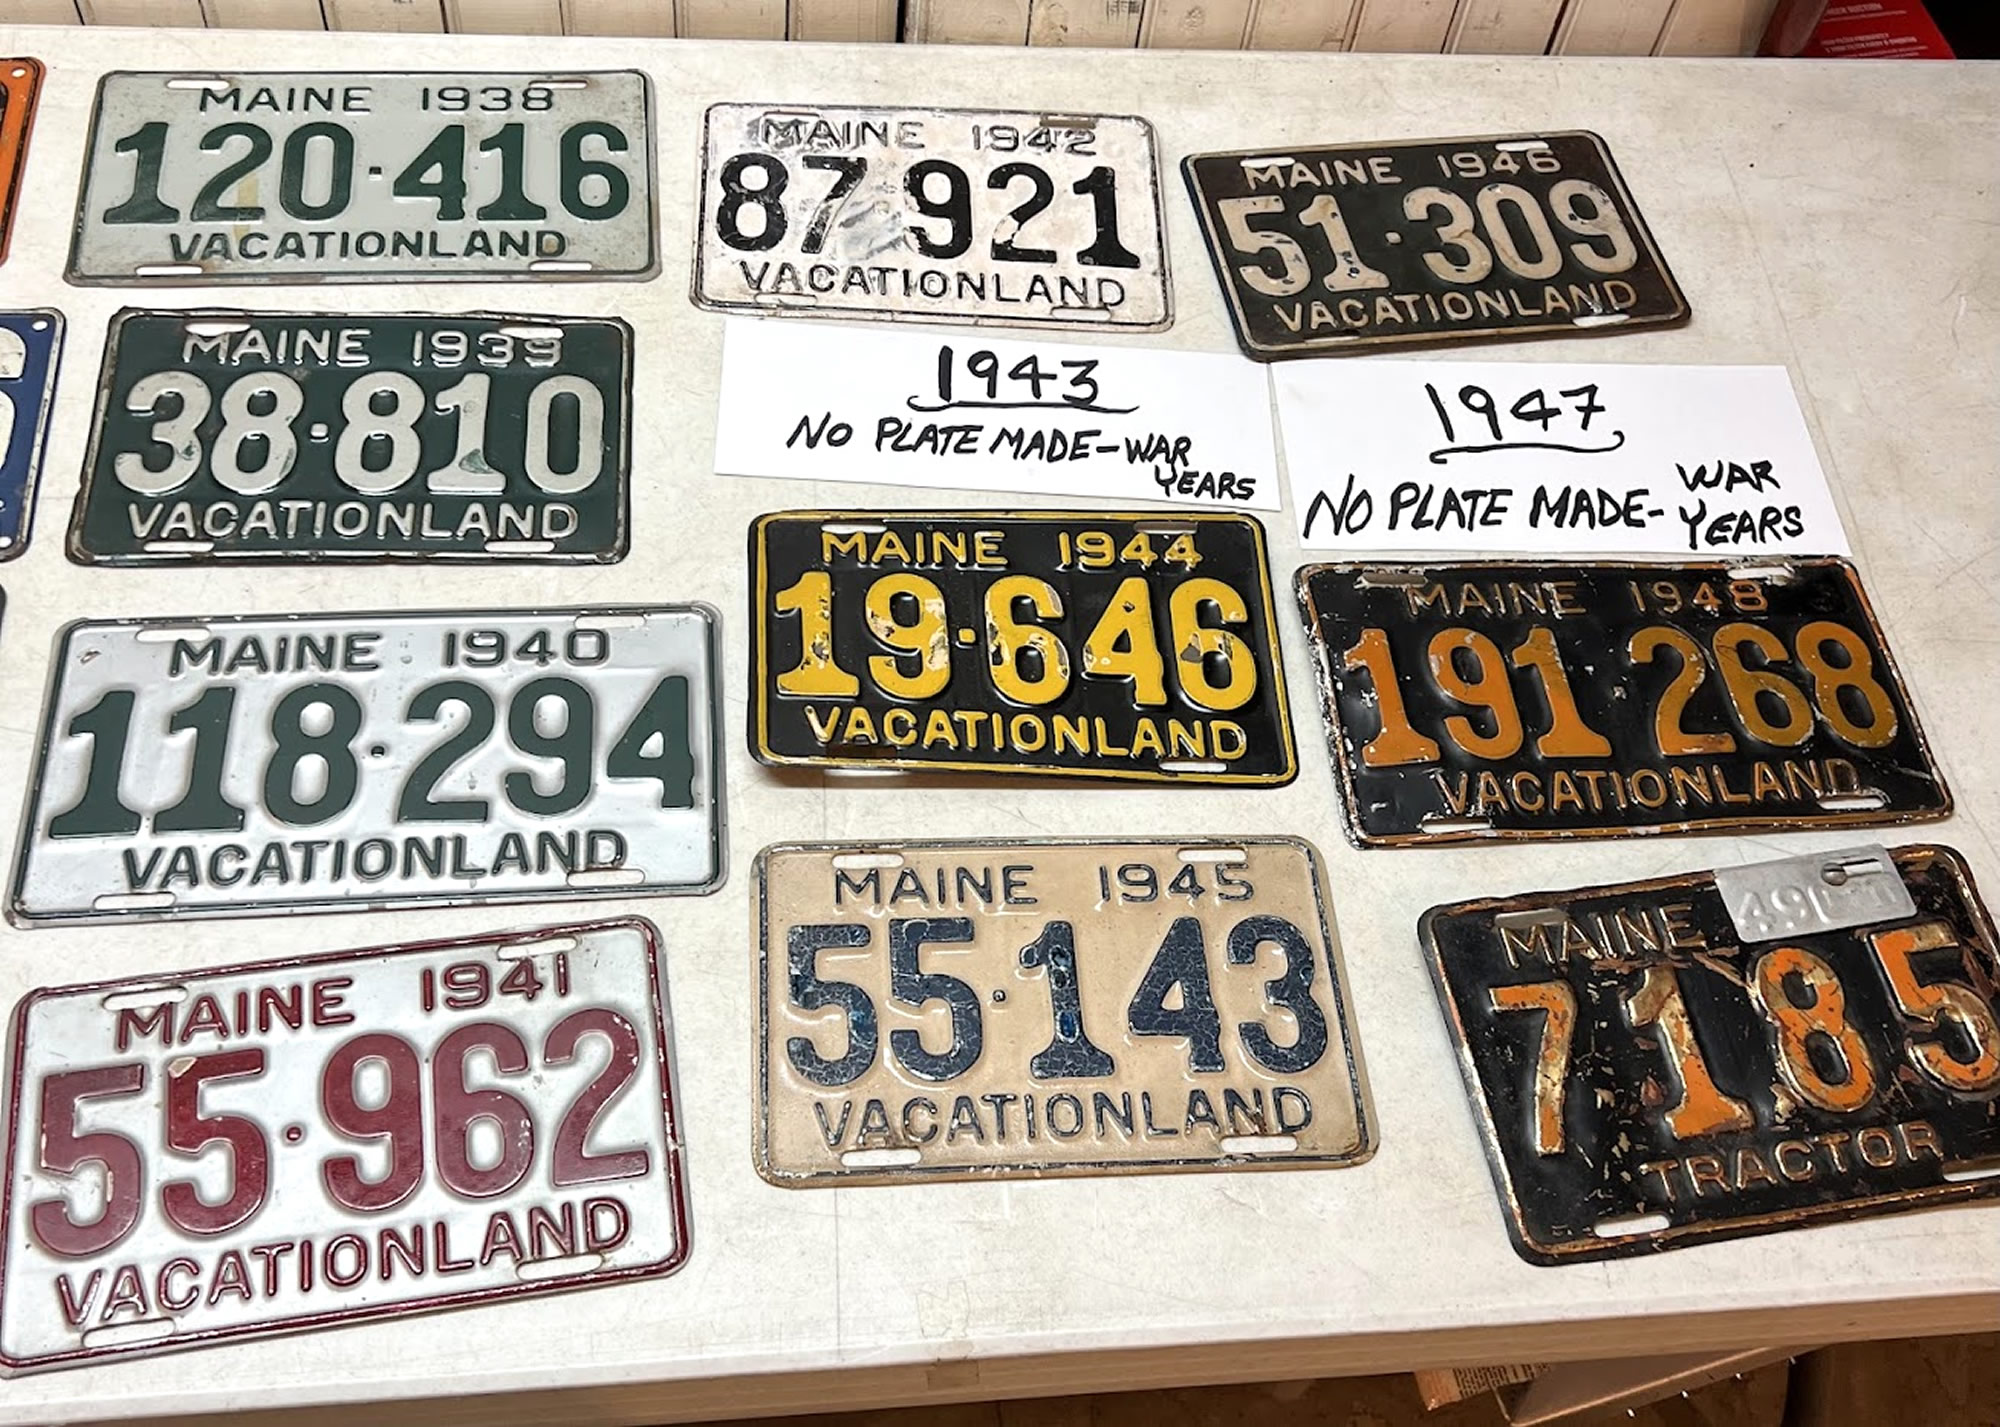 MAINE 1938
120·416
VACATIONLAND
MAINE 1939
38·810
VACATIONLAND
MAINE 1940
118·294
VACATIONLAND
MAINE 1941
55·962
VACATIONLAND
MAINE 1942
87 921
VACATIONLAND
1943
NO PLATE MADE-WAR
YEARS
MAINE 1944
19·646
VACATIONLAND
MAINE 1945
55·143
VACATIONLAND
MAINE 1946
51·309
VACATIONLAND
1947
NO PLATE MADE- WAR
YEARS
MAINE 1948
191 268
VACATIONLAND
MAINE 49
7185
TRACTOR